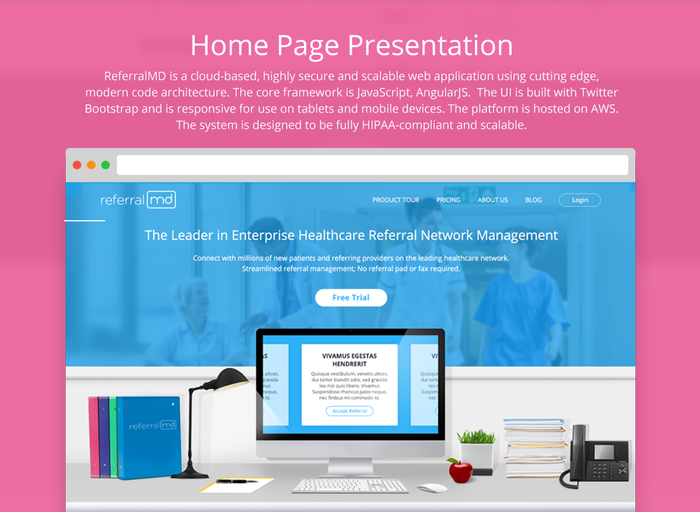 Home Page Presentation
ReferralMD is a cloud-based, highly secure and scalable web application using cutting edge,
modern code architecture. The core framework is JavaScript, AngularJS. The UI is built with Twitter
Bootstrap and is responsive for use on tablets and mobile devices. The platform is hosted on AWS.
The system is designed to be fully HIPAA-compliant and scalable.
referral md
PRODUCT TOUR PRICING ABOUT US BLOG Login
The Leader in Enterprise Healthcare Referral Network Management
Connect with millions of new patients and referring providers on the leading healthcare network.
Streamlined referral management; No referral pad or fax required.
Free Trial
VIVAMUS EGESTAS
HENDRERIT
Quisque vestibulum, venetis ultrices,
dui tortor blandit odio, sed gravida
leo nisi quis libero. Vivamus
Suspendisse rhoncus justo neque,
nec finibus mi commodo id.
Accept Referral
referral md